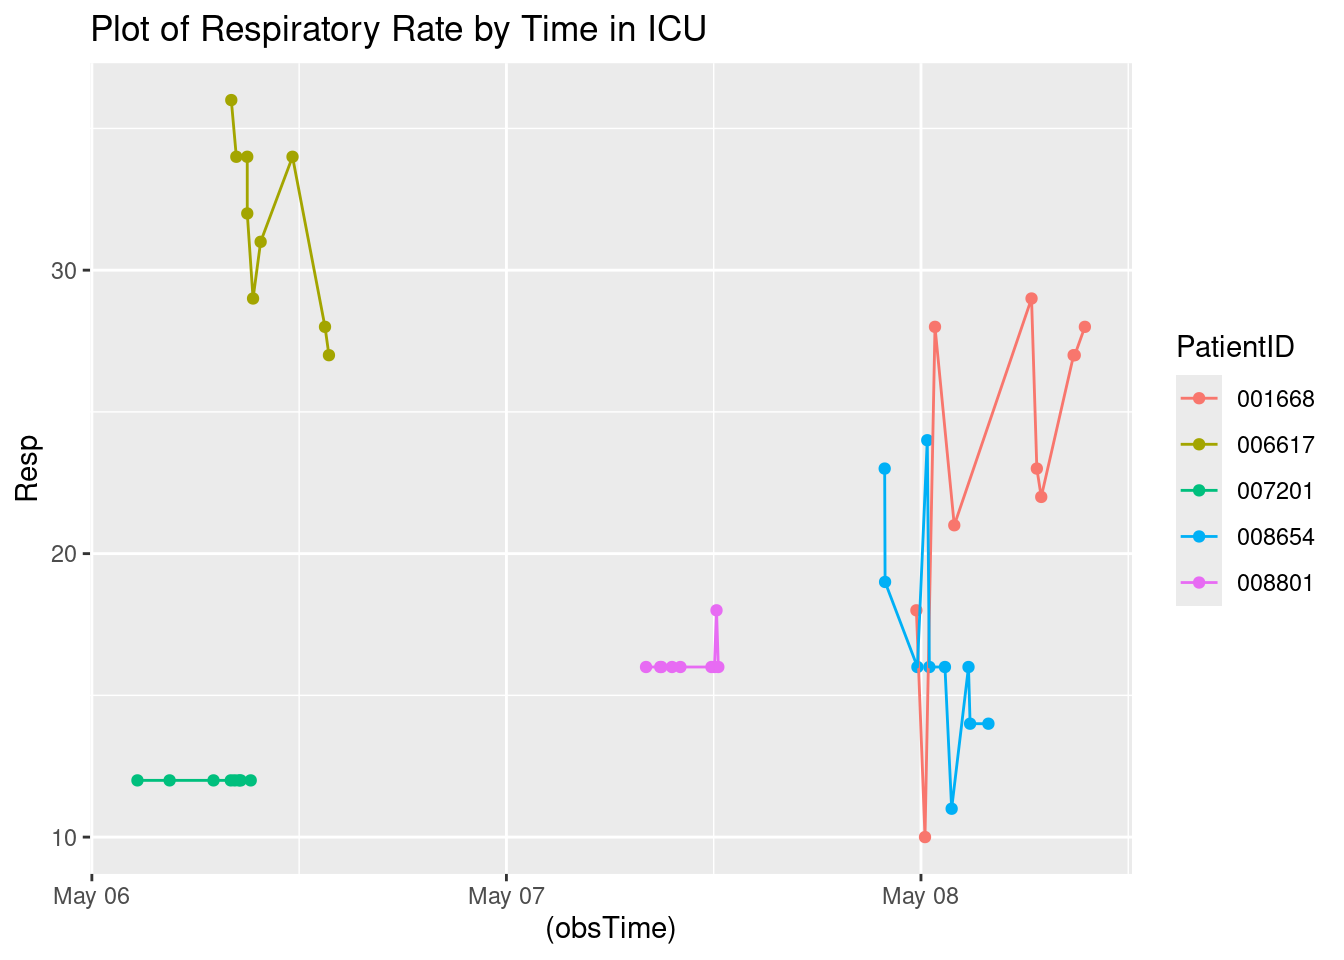 Plot of Respiratory Rate by Time in ICU
30
20
10
Resp
May 06
May 07
May 08
(obsTime)
PatientID
001668
006617
007201
008654
008801